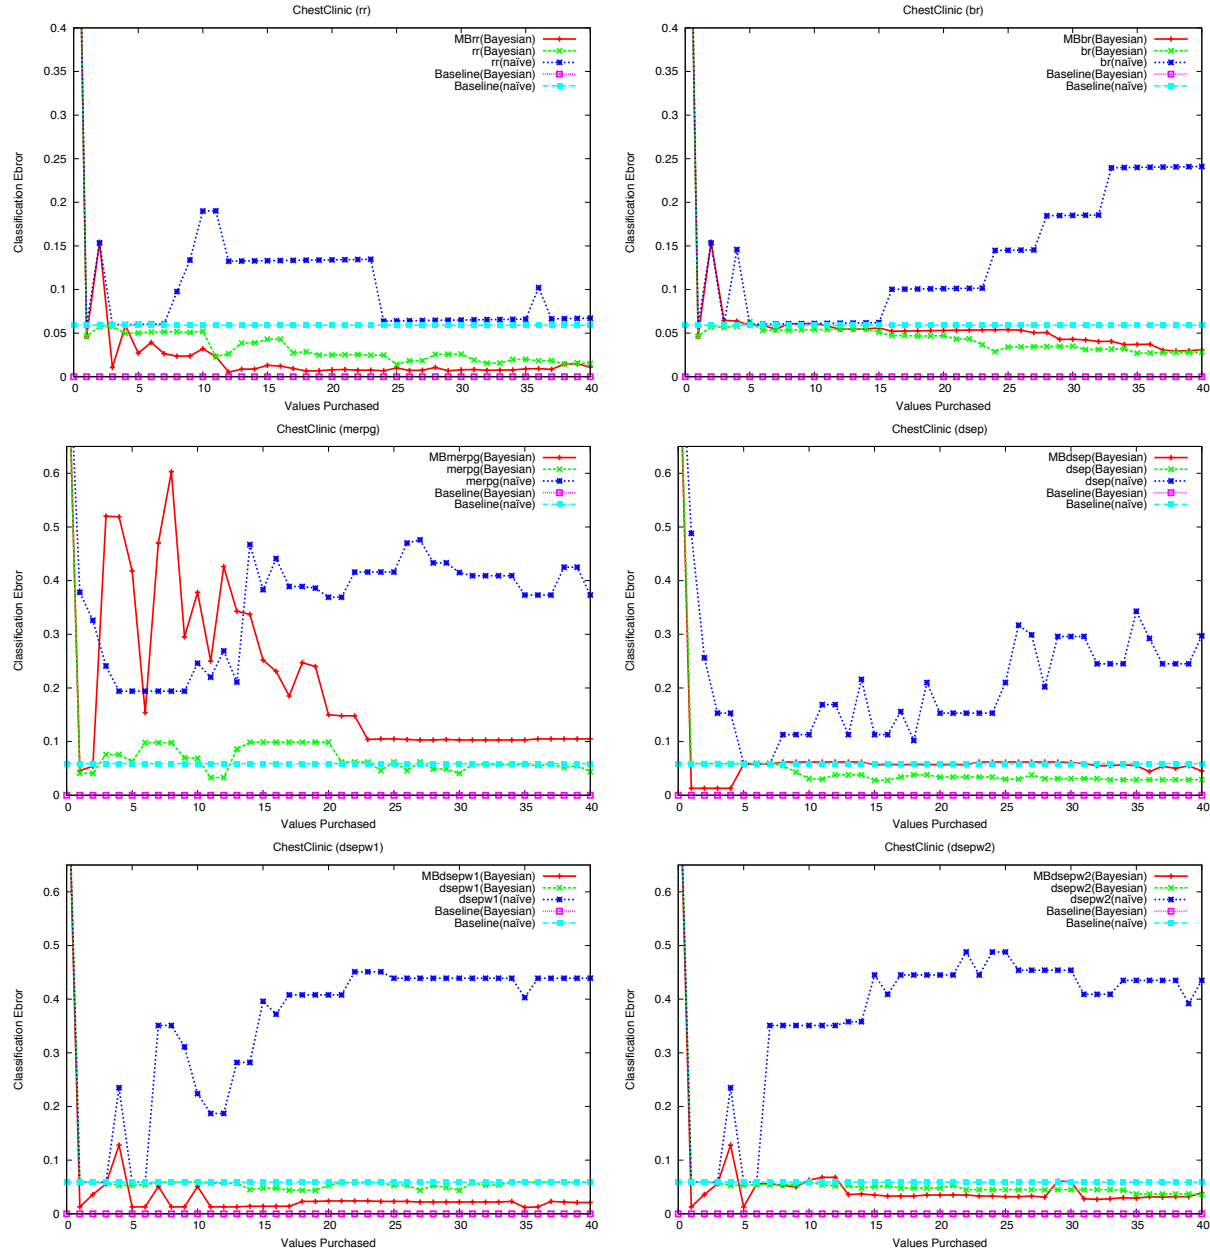 ChestClinic (rr)
0.4
0.35
0.3
0.25
0.2
0.15
0.1
0.05
0
Classification Ebror
MBrr(Bayesian)
rr(Bayesian)
rr(naïve)
Baseline(Bayesian)
Baseline(naïve)
0 5 10 15 20 25 30 35 40
Values Purchased
ChestClinic (br)
0.4
0.35
0.3
0.25
0.2
0.15
0.1
0.05
0
Classification Ebror
MBbr(Bayesian)
br(Bayesian)
br(naïve)
Baseline(Bayesian)
Baseline(naïve)
0 5 10 15 20 25 30 35 40
Values Purchased
ChestClinic (merpg)
0.6
0.5
0.4
0.3
0.2
0.1
0
Classification Ebror
MBmerpg(Bayesian)
merpg(Bayesian)
merpg(naïve)
Baseline(Bayesian)
Baseline(naïve)
0 5 10 15 20 25 30 35 40
Values Purchased
ChestClinic (dsep)
0.6
0.5
0.4
0.3
0.2
0.1
0
Classification Ebror
MBdsep(Bayesian)
dsep(Bayesian)
dsep(naïve)
Baseline(Bayesian)
Baseline(naïve)
0 5 10 15 20 25 30 35 40
Values Purchased
ChestClinic (dsepw1)
0.6
0.5
0.4
0.3
0.2
0.1
0
Classification Ebror
MBdsepw1(Bayesian)
dsepw1(Bayesian)
dsepw1(naïve)
Baseline(Bayesian)
Baseline(naïve)
0 5 10 15 20 25 30 35 40
Values Purchased
ChestClinic (dsepw2)
0.6
0.5
0.4
0.3
0.2
0.1
0
Classification Ebror
MBdsepw2(Bayesian)
dsepw2(Bayesian)
dsepw2(naïve)
Baseline(Bayesian)
Baseline(naïve)
0 5 10 15 20 25 30 35 40
Values Purchased